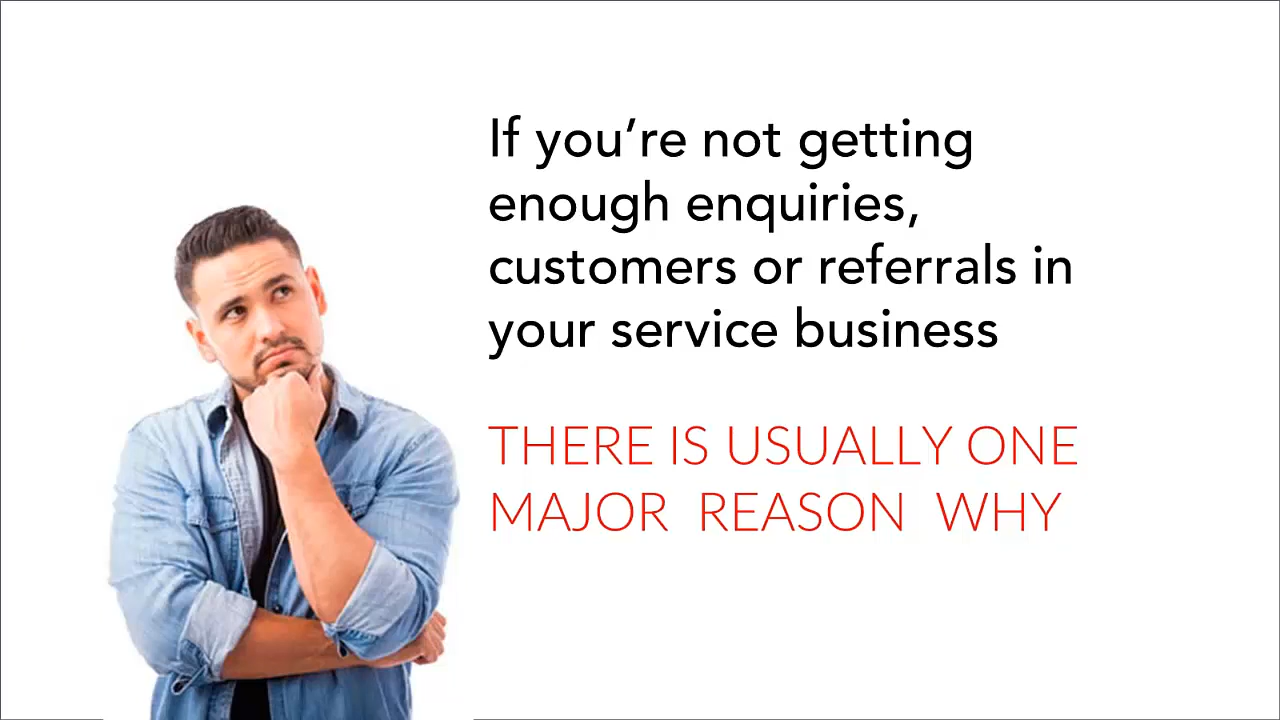 If you’re not getting
enough enquiries,
customers or referrals in
your service business
THERE IS USUALLY ONE
MAJOR REASON WHY